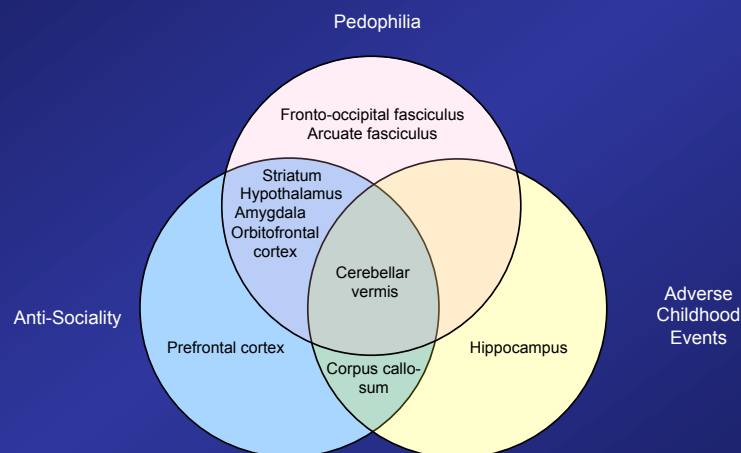 Pedophilia
Fronto-occipital fasciculus
Arcuate fasciculus
Striatum
Hypothalamus
Amygdala
Orbitofrontal
cortex
Cerebellar
vermis
Anti-Sociality
Adverse
Childhood
Events
Prefrontal cortex
Hippocampus
Corpus callo-
sum